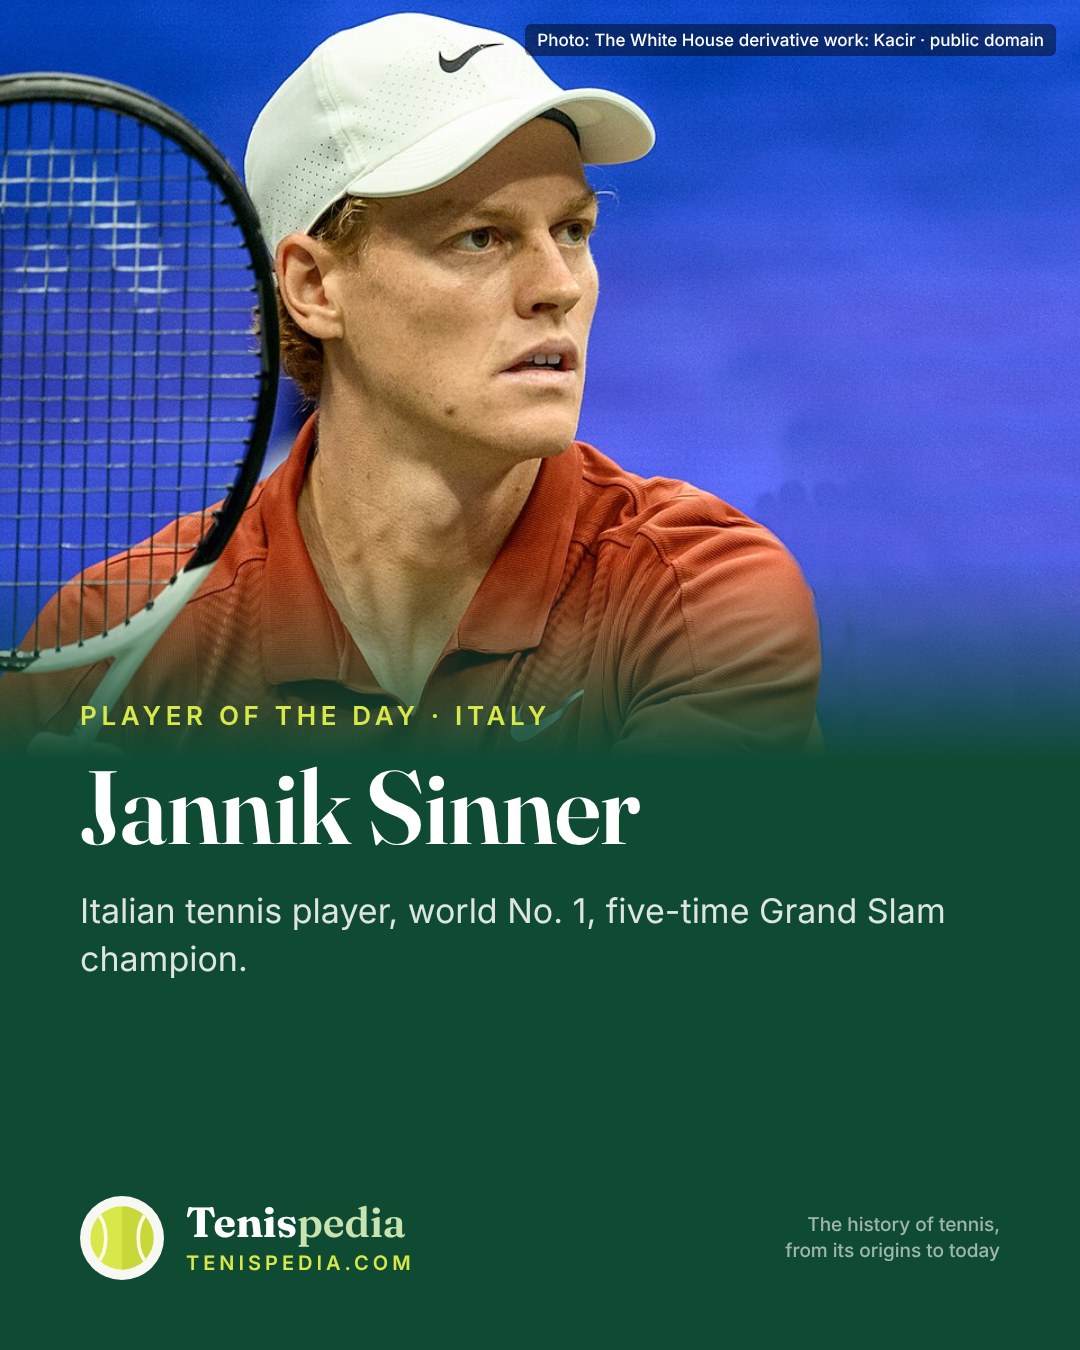 Photo: The White House derivative work: Kacir · public domain
PLAYER OF THE DAY · ITALY
Jannik Sinner
Italian tennis player, world No. 1, five-time Grand Slam
champion.
Tenispedia
TENISPEDIA.COM
The history of tennis,
from its origins to today